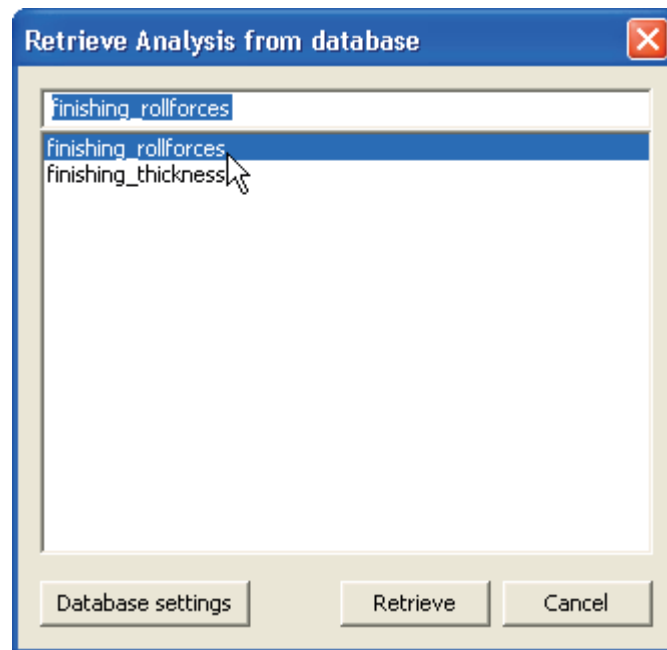 Retrieve Analysis from database
finishing_rollforces
finishing_rollforces
finishing_thickness
Database settings
Retrieve
Cancel